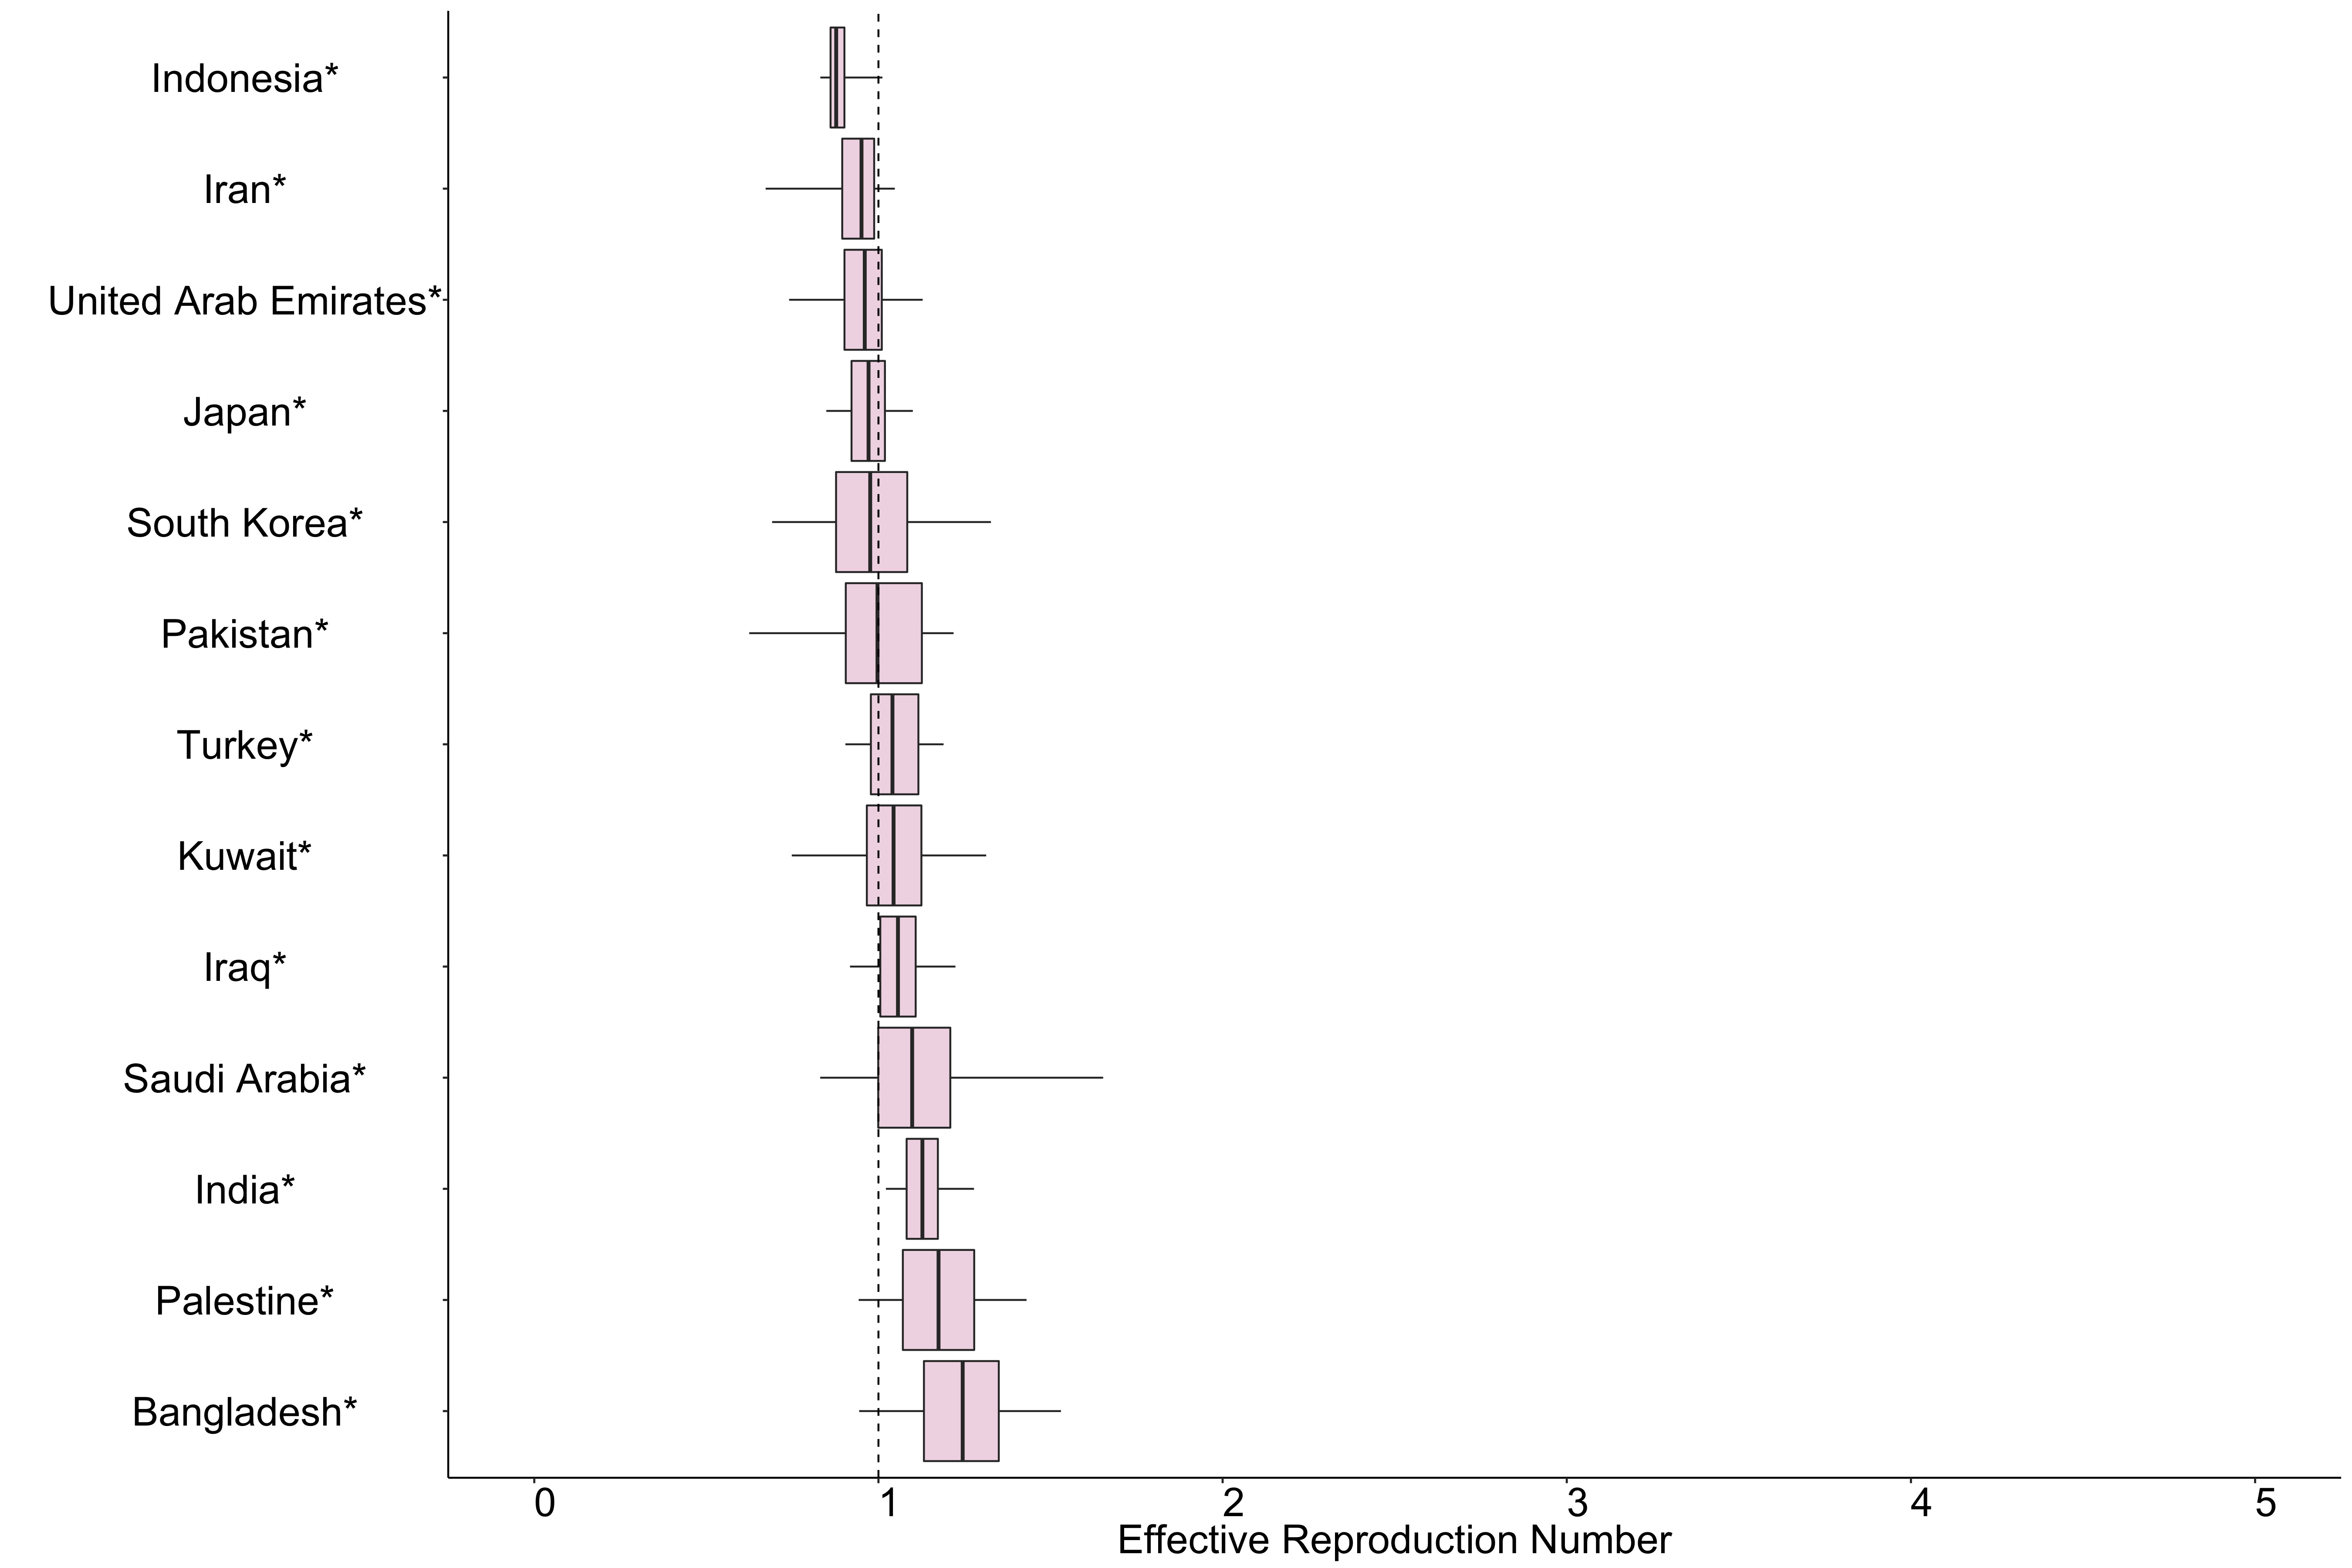 Indonesia*
Iran*
United Arab Emirates*
Japan*
South Korea*
Pakistan*
Turkey*
Kuwait*
Iraq*
Saudi Arabia*
India*
Palestine*
Bangladesh*
0 1 2 3 4 5
Effective Reproduction Number